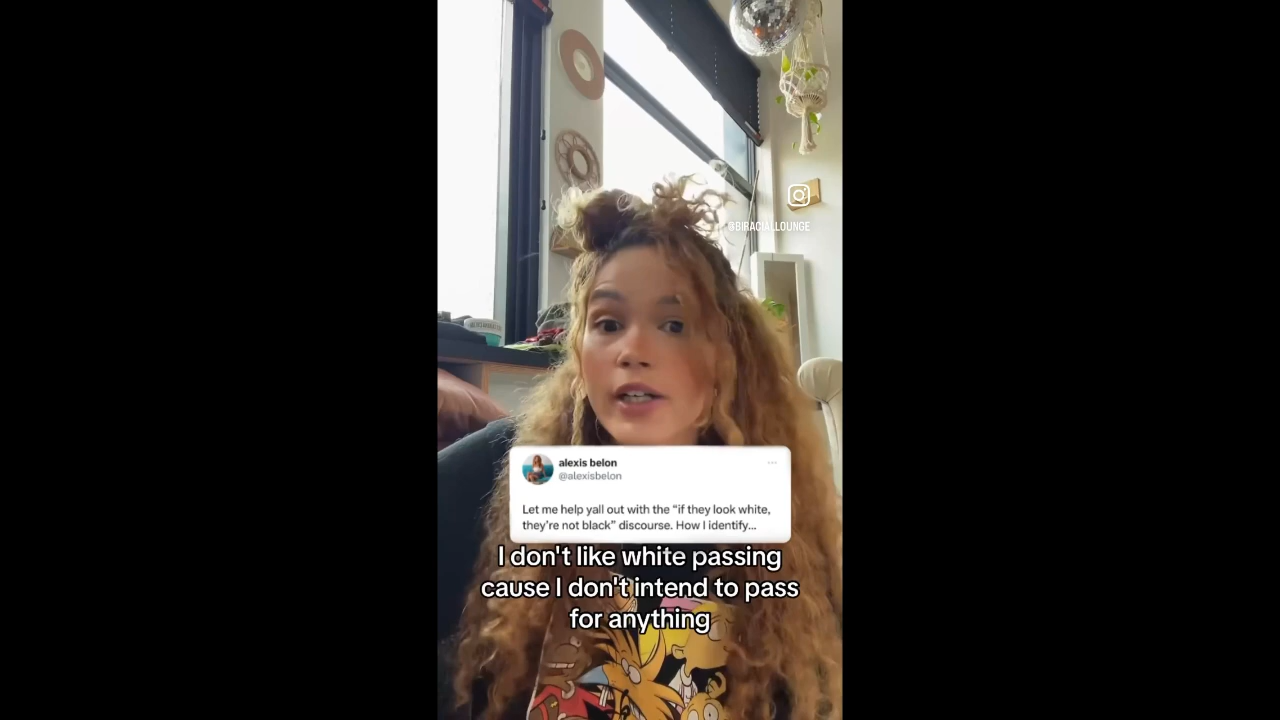 @BIRACIALLOUNGE
alexis belon
@alexisbelon
Let me help yall out with the “if they look white,
they’re not black” discourse. How I identify...
I don't like white passing
cause I don't intend to pass
for anything